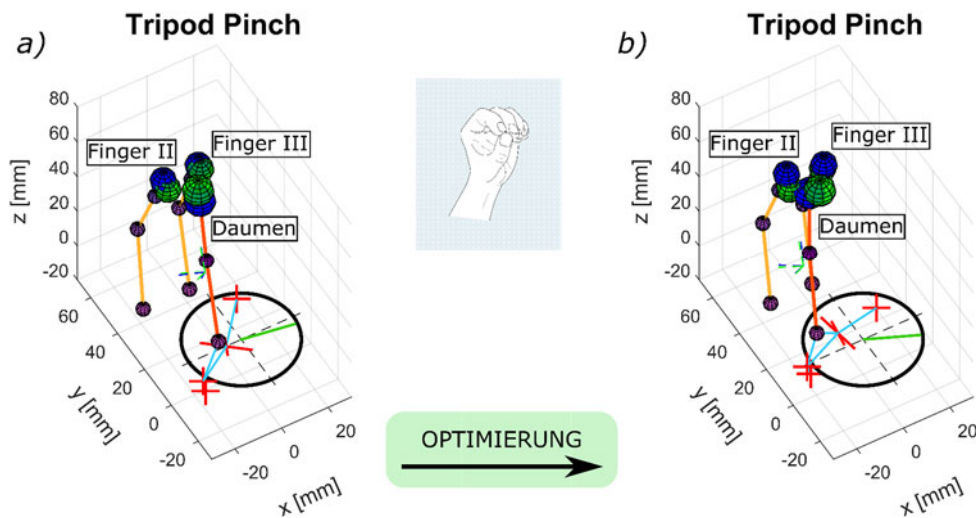 a)
Tripod Pinch
80
60
40
20
0
-20
z [mm]
Finger II
Finger III
Daumen
60
40
20
0
-20
y [mm]
-20
0
20
x [mm]
OPTIMIERUNG
b)
Tripod Pinch
80
60
40
20
0
-20
z [mm]
Finger II
Finger III
Daumen
60
40
20
0
-20
y [mm]
-20
0
20
x [mm]